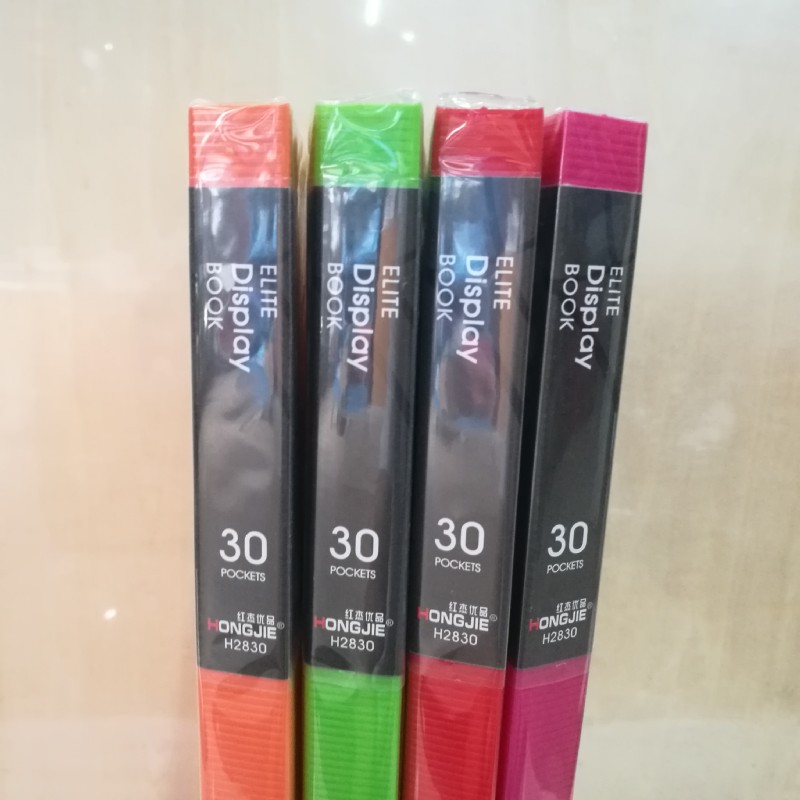 ELITE
Display
BOOK
30
POCKETS
红杰优品
HONGJIE®
H2830
ELITE
Display
BOOK
30
POCKETS
红杰优品
HONGJIE®
H2830
ELITE
Display
BOOK
30
POCKETS
红杰优品
HONGJIE®
H2830
ELITE
Display
BOOK
30
POCKETS
红杰优品
HONGJIE®
H2830